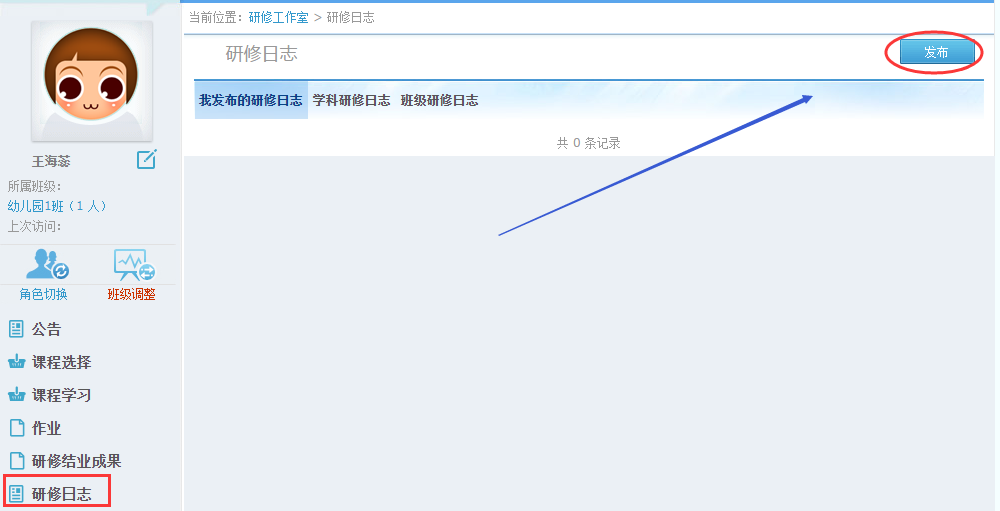 当前位置：研修工作室 > 研修日志
研修日志
发布
我发布的研修日志 学科研修日志 班级研修日志
共 0 条记录
王海蕊
所属班级：
幼儿园1班（1 人）
上次访问：
角色切换 班级调整
公告
课程选择
课程学习
作业
研修结业成果
研修日志